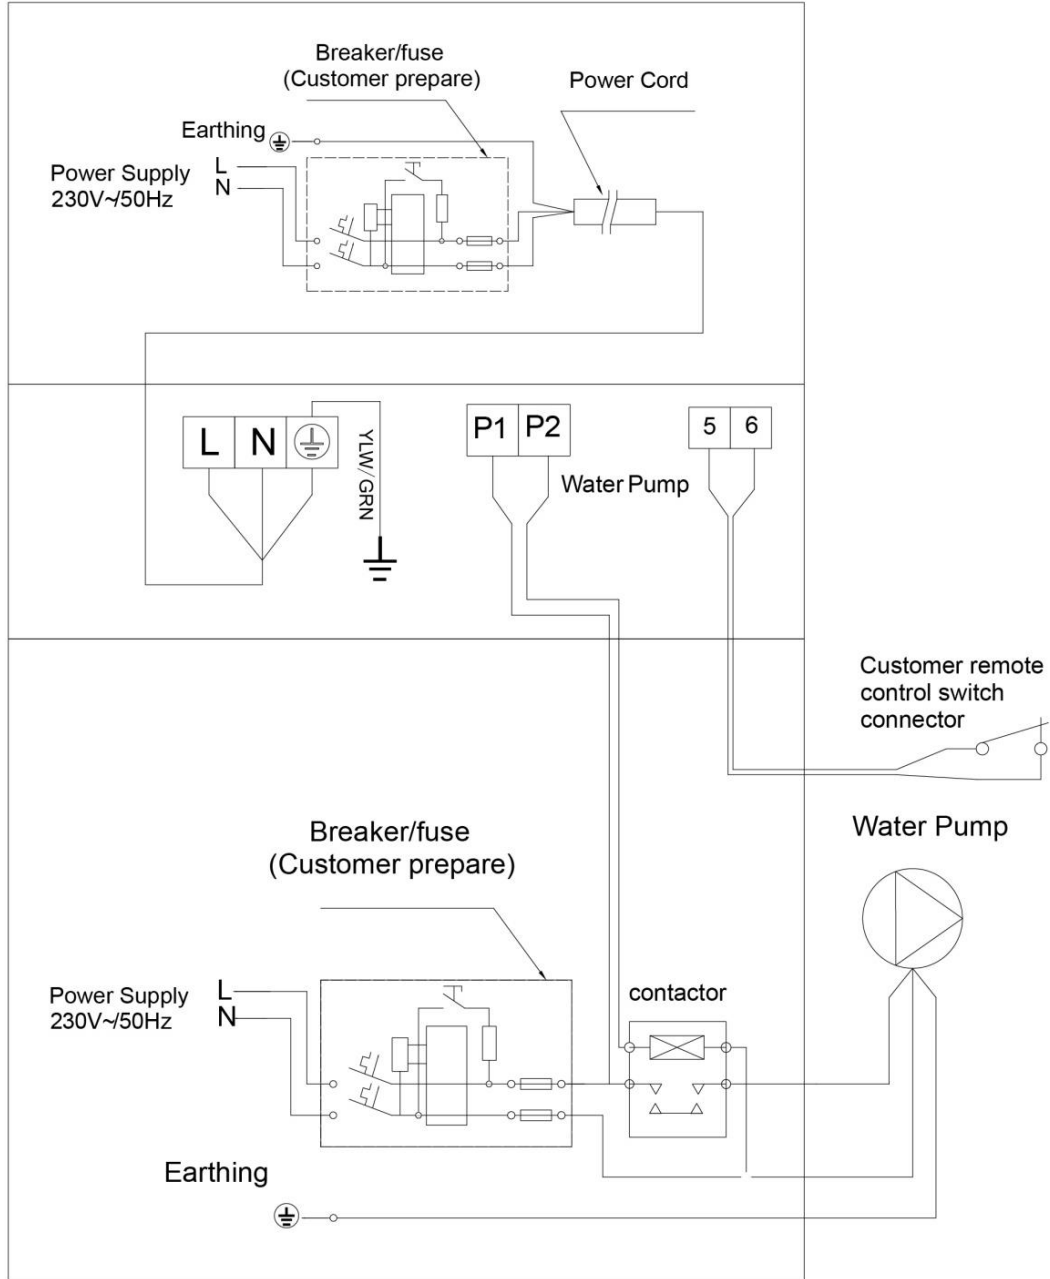 Breaker/fuse
(Customer prepare)
Power Cord
Earthing
Power Supply
230V~/50Hz
L
N
L N
YLW/GRN
P1 P2
Water Pump
5 6
Customer remote
control switch
connector
Water Pump
Breaker/fuse
(Customer prepare)
Power Supply
230V~/50Hz
L
N
contactor
Earthing